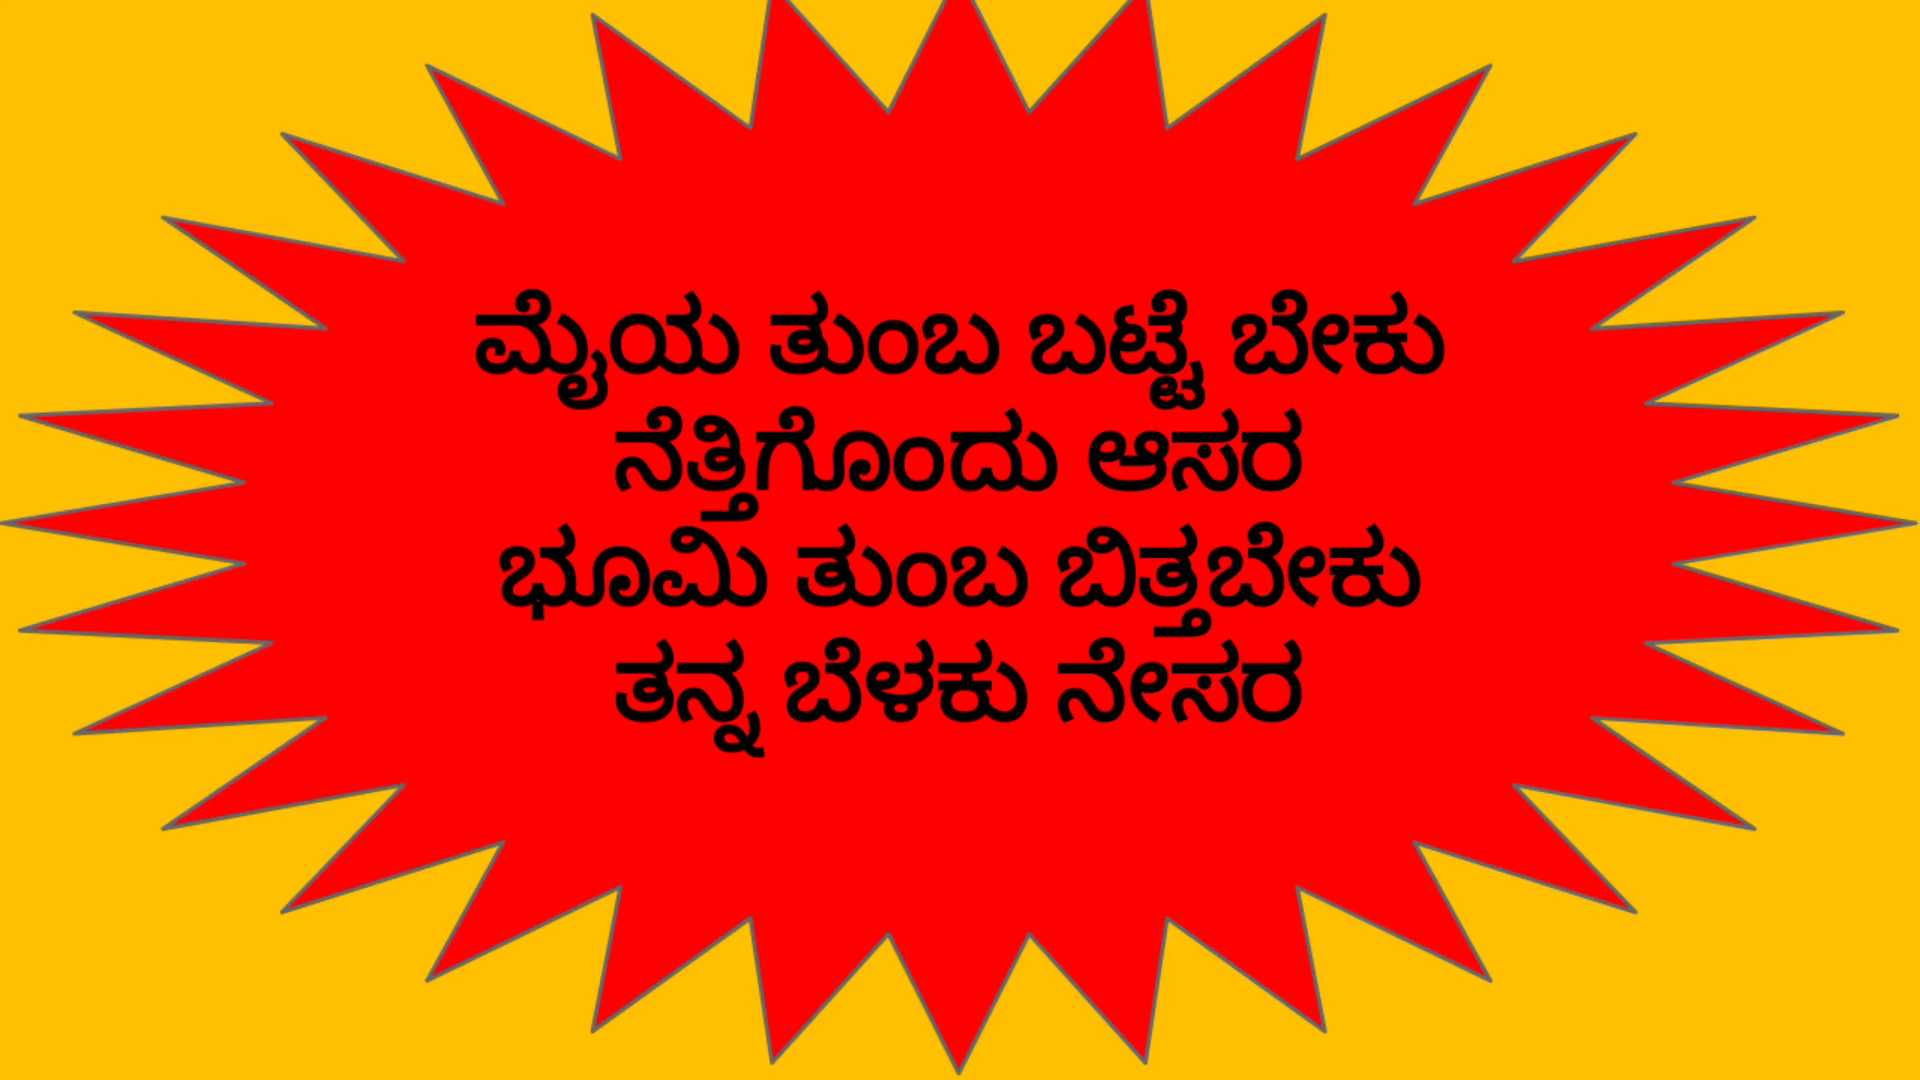 ಮೈಯ ತುಂಬ ಬಟ್ಟೆ ಬೇಕು
ನೆತ್ತಿಗೊಂದು ಆಸರ
ಭೂಮಿ ತುಂಬ ಬಿತ್ತಬೇಕು
ತನ್ನ ಬೆಳಕು ನೇಸರ